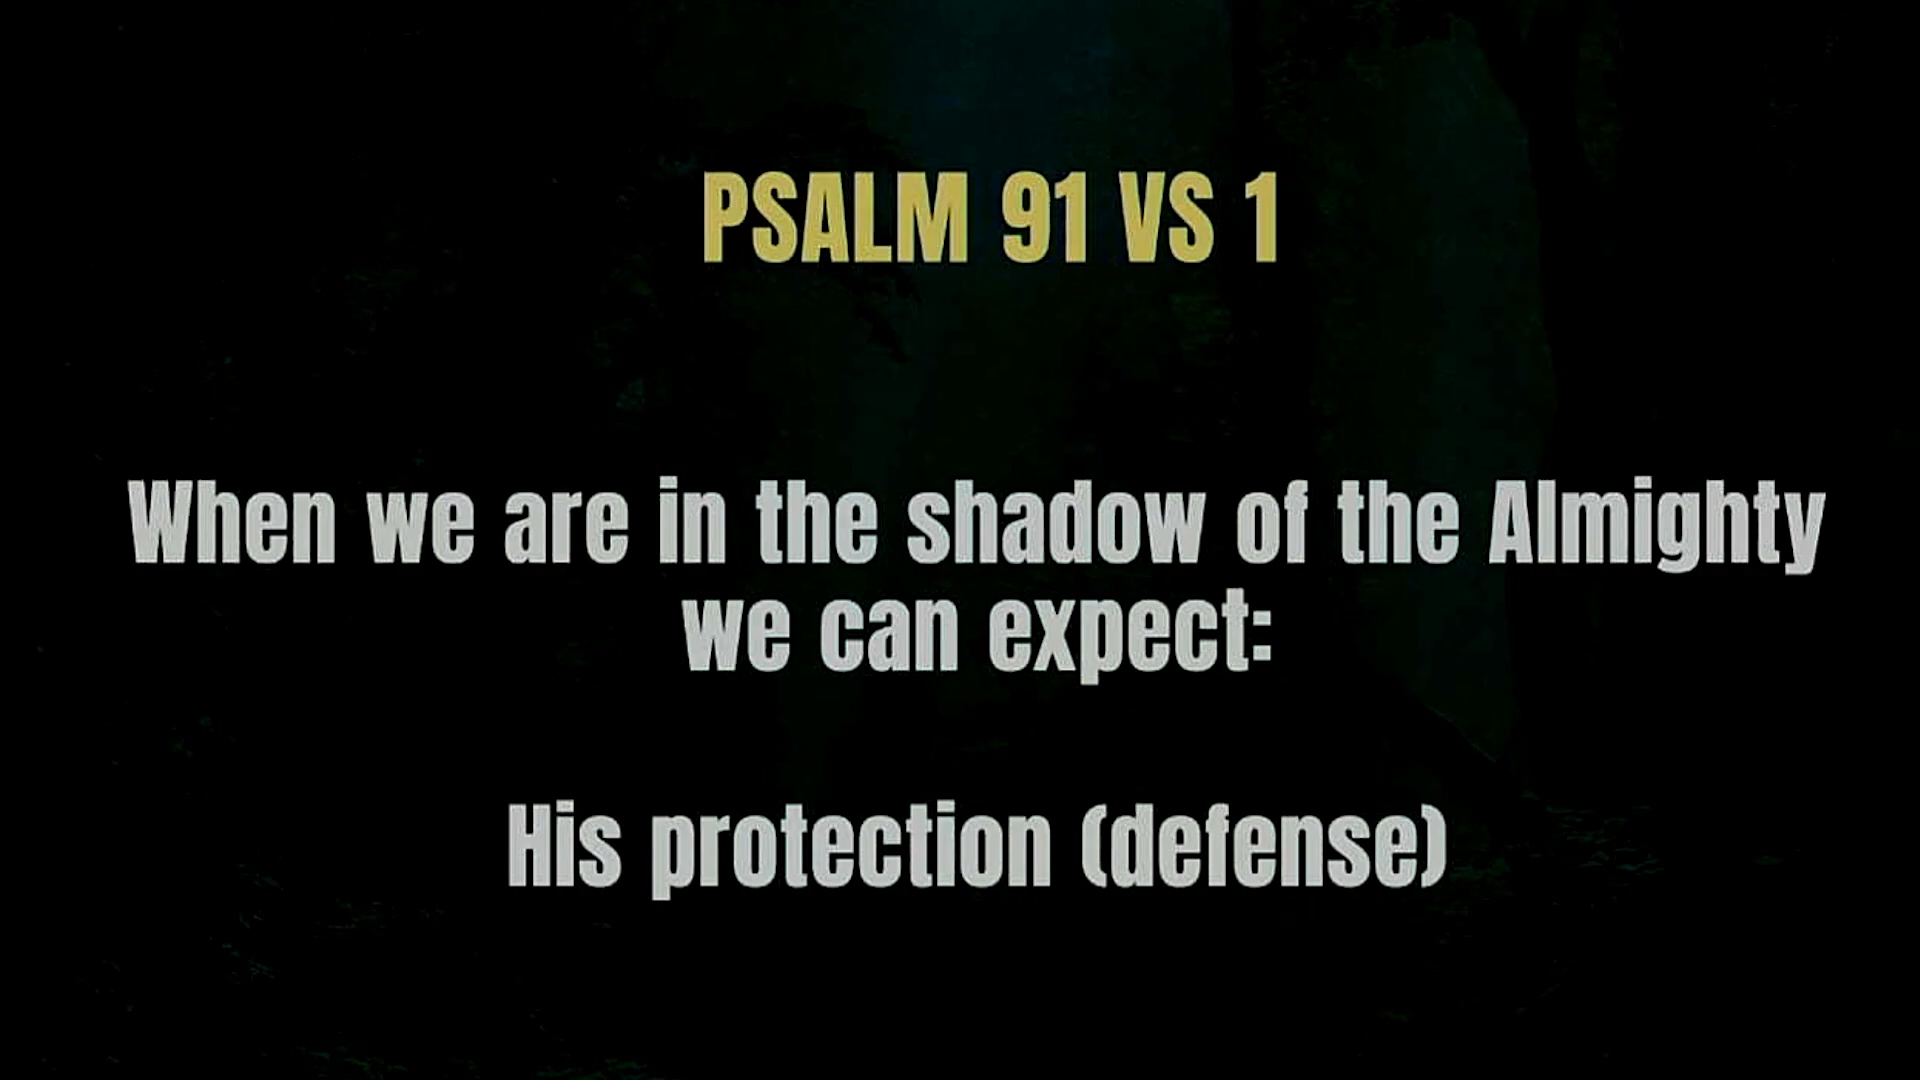 PSALM 91 VS 1
When we are in the shadow of the Almighty
we can expect:
His protection (defense)